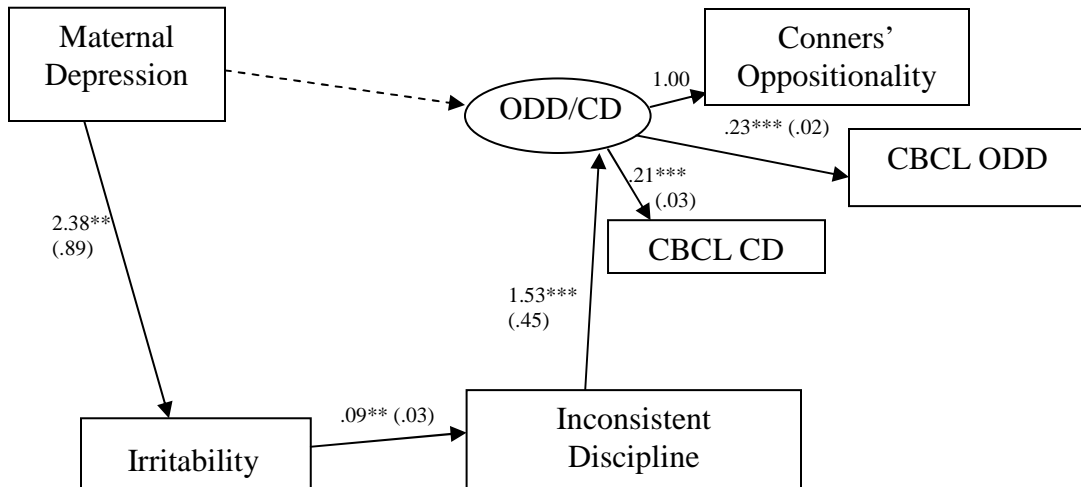 Maternal
Depression
Conners’
Oppositionality
1.00
ODD/CD
.23*** (.02)
CBCL ODD
.21***
(.03)
CBCL CD
2.38**
(.89)
1.53***
(.45)
.09** (.03)
Irritability
Inconsistent
Discipline